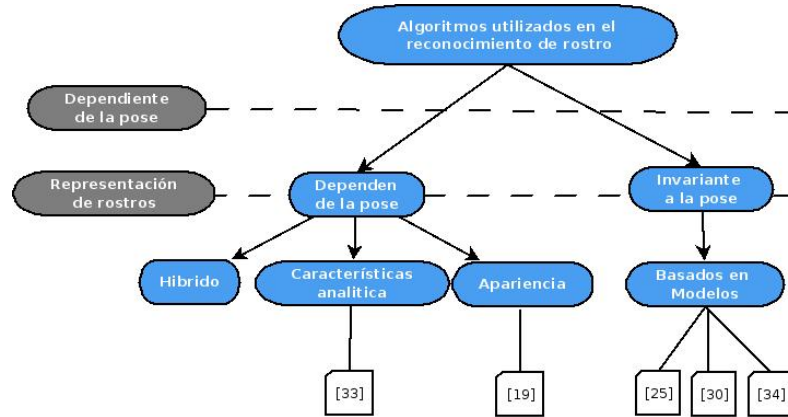 Algoritmos utilizados en el
reconocimiento de rostro
Dependiente
de la pose
Representación
de rostros
Dependen
de la pose
Invariante
a la pose
Hibrido
Características
analitica
Apariencia
Basados en
Modelos
[33]
[19]
[25]
[30]
[34]